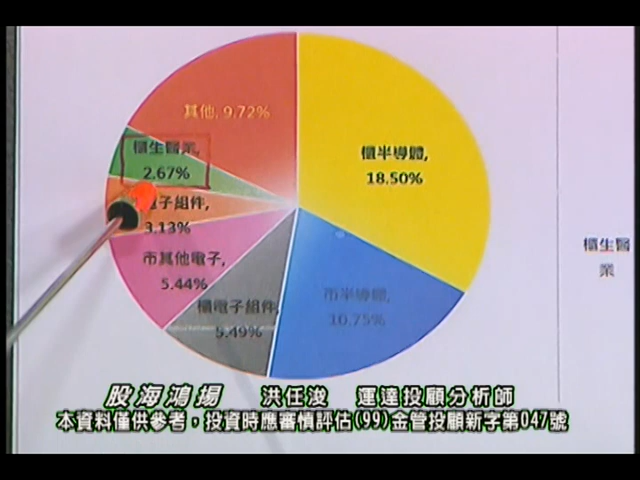 其他, 9.72%
櫃生醫業,
2.67%
櫃半導體,
18.50%
電子組件,
3.13%
市其他電子,
5.44%
櫃電子組件,
5.49%
市半導體,
10.75%
櫃生醫
業
股海鴻揚 洪任浚 運達投顧分析師
本資料僅供參考，投資時應審慎評估(99)金管投顧新字第047號